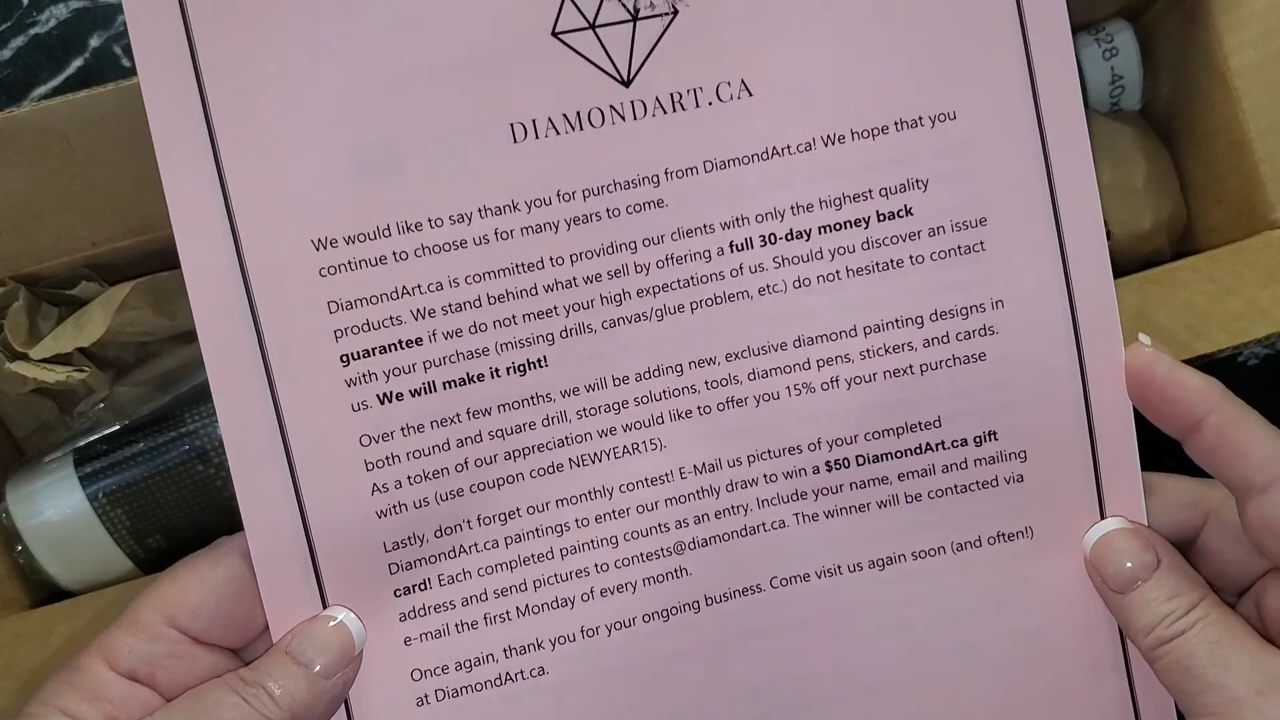 DIAMONDART.CA
We would like to say thank you for purchasing from DiamondArt.ca! We hope that you
continue to choose us for many years to come.
DiamondArt.ca is committed to providing our clients with only the highest quality
products. We stand behind what we sell by offering a full 30-day money back
guarantee if we do not meet your high expectations of us. Should you discover an issue
with your purchase (missing drills, canvas/glue problem, etc.) do not hesitate to contact
us. We will make it right!
Over the next few months, we will be adding new, exclusive diamond painting designs in
both round and square drill, storage solutions, tools, diamond pens, stickers, and cards.
As a token of our appreciation we would like to offer you 15% off your next purchase
with us (use coupon code NEWYEAR15).
Lastly, don't forget our monthly contest! E-Mail us pictures of your completed
DiamondArt.ca paintings to enter our monthly draw to win a $50 DiamondArt.ca gift
card! Each completed painting counts as an entry. Include your name, email and mailing
address and send pictures to contests@diamondart.ca. The winner will be contacted via
e-mail the first Monday of every month.
Once again, thank you for your ongoing business. Come visit us again soon (and often!)
at DiamondArt.ca.